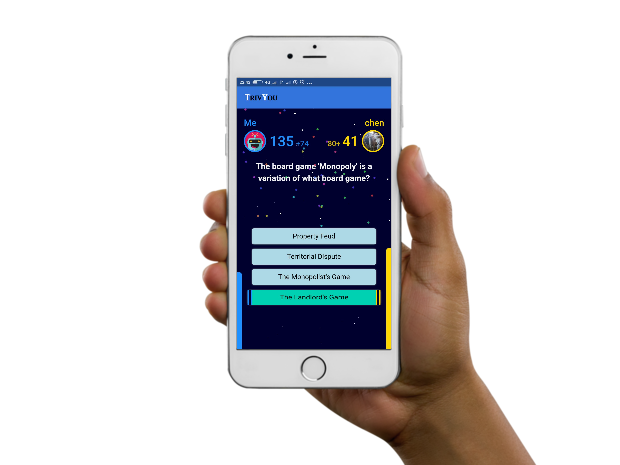 TrivYou
Me
chen
135 +74
80+ 41
The board game 'Monopoly' is a
variation of what board game?
Property Feud
Territorial Dispute
The Monopolist's Game
The Landlord's Game